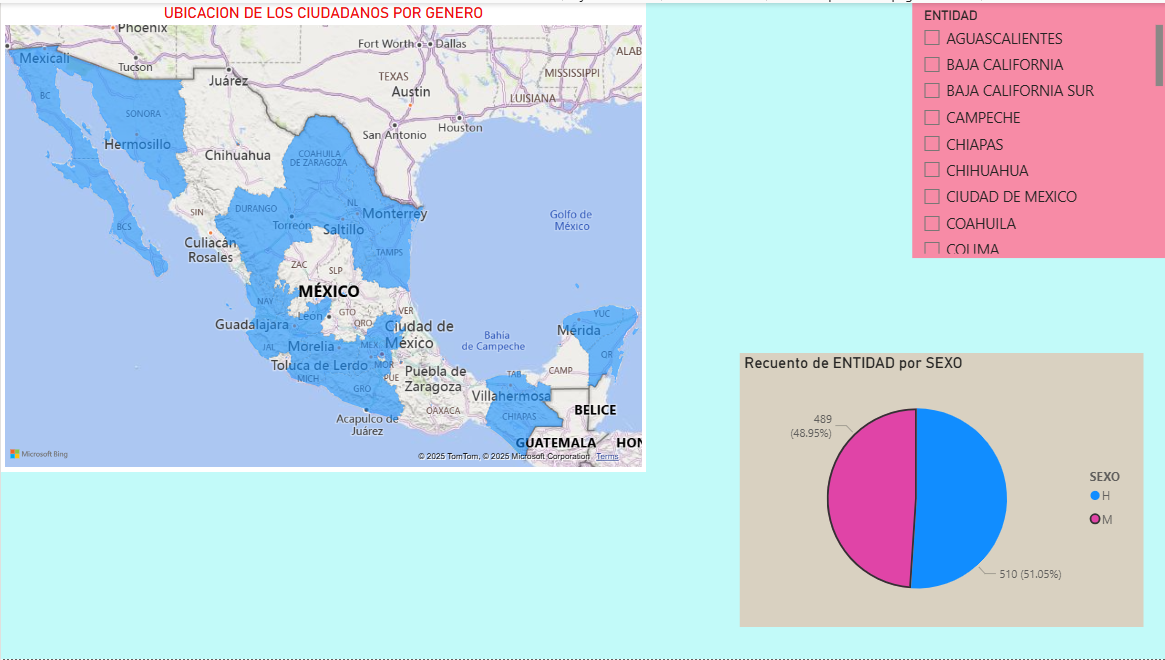 UBICACION DE LOS CIUDADANOS POR GENERO
Phoenix
Fort Worth
Dallas
ALAB
Mexicali
Tucson
Juárez
TEXAS
MISSISSIPPI
Austin
BC
SONORA
LUISIANA
San Antonio
Houston
Hermosillo
Chihuahua
COAHUILA
DE ZARAGOZA
SIN
DURANGO
NL
Monterrey
Golfo de
México
BCS
Torreón
Saltillo
Culiacán
Rosales
TAMPS
ZAC
SLP
MÉXICO
NAY
León
GTO
VER
YUC
Guadalajara
QRO
Ciudad de
México
Mérida
Bahía
de Campeche
JAL
Morelia
MEX
QR
Toluca de Lerdo
MOR
Puebla de
Zaragoza
TAB
CAMP
MICH
PUE
GRO
Villahermosa
OAXACA
BELICE
Acapulco de
Juárez
CHIAPAS
GUATEMALA
HON
Microsoft Bing
© 2025 TomTom, © 2025 Microsoft Corporation Terms
ENTIDAD
AGUASCALIENTES
BAJA CALIFORNIA
BAJA CALIFORNIA SUR
CAMPECHE
CHIAPAS
CHIHUAHUA
CIUDAD DE MEXICO
COAHUILA
COLIMA
Recuento de ENTIDAD por SEXO
489
(48.95%)
510 (51.05%)
SEXO
H
M